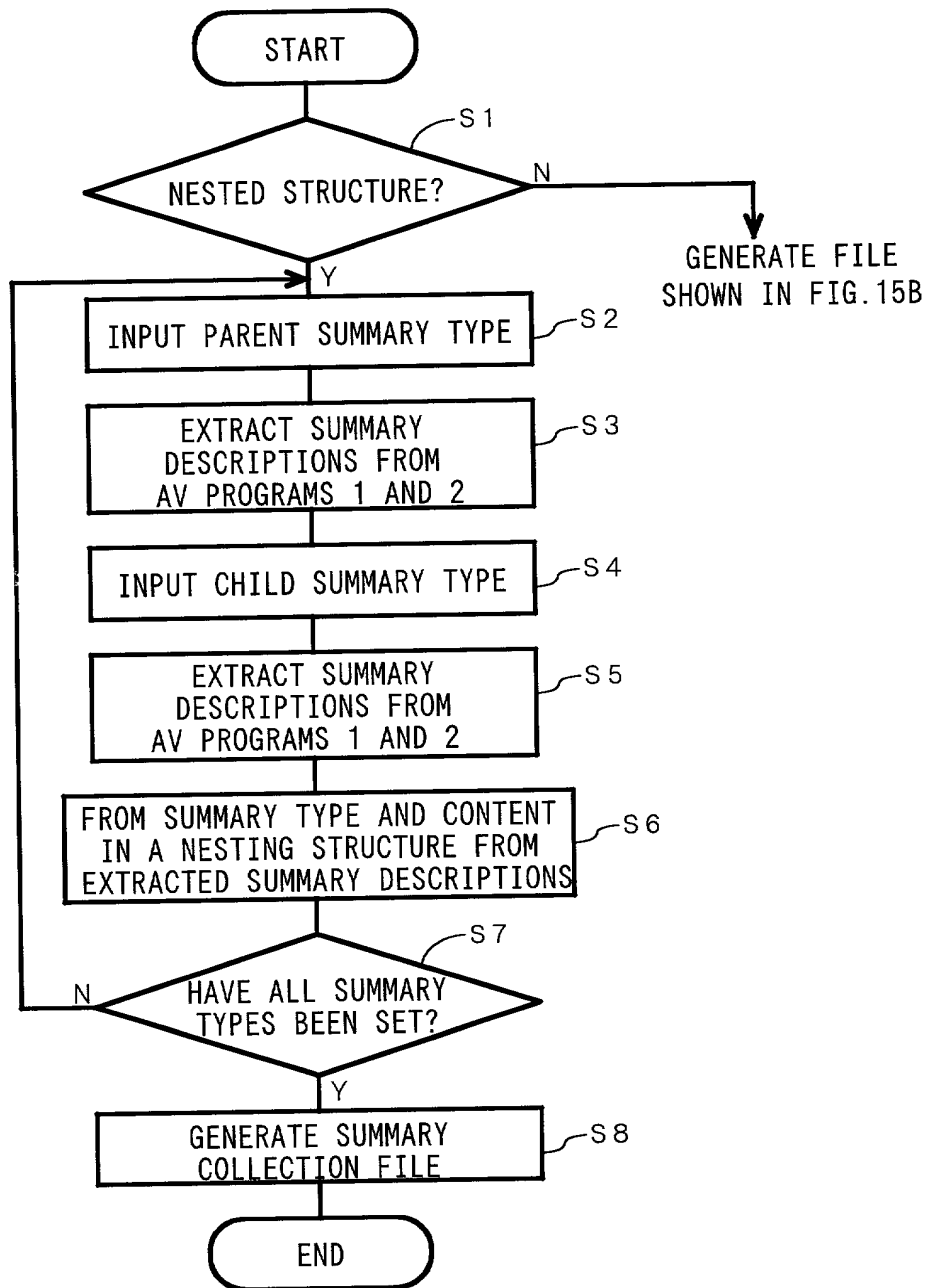 START
S1
NESTED STRUCTURE?
N
GENERATE FILE
SHOWN IN FIG.15B
Y
INPUT PARENT SUMMARY TYPE
S2
EXTRACT SUMMARY
DESCRIPTIONS FROM
AV PROGRAMS 1 AND 2
S3
INPUT CHILD SUMMARY TYPE
S4
EXTRACT SUMMARY
DESCRIPTIONS FROM
AV PROGRAMS 1 AND 2
S5
FROM SUMMARY TYPE AND CONTENT
IN A NESTING STRUCTURE FROM
EXTRACTED SUMMARY DESCRIPTIONS
S6
S7
N
HAVE ALL SUMMARY
TYPES BEEN SET?
Y
GENERATE SUMMARY
COLLECTION FILE
S8
END